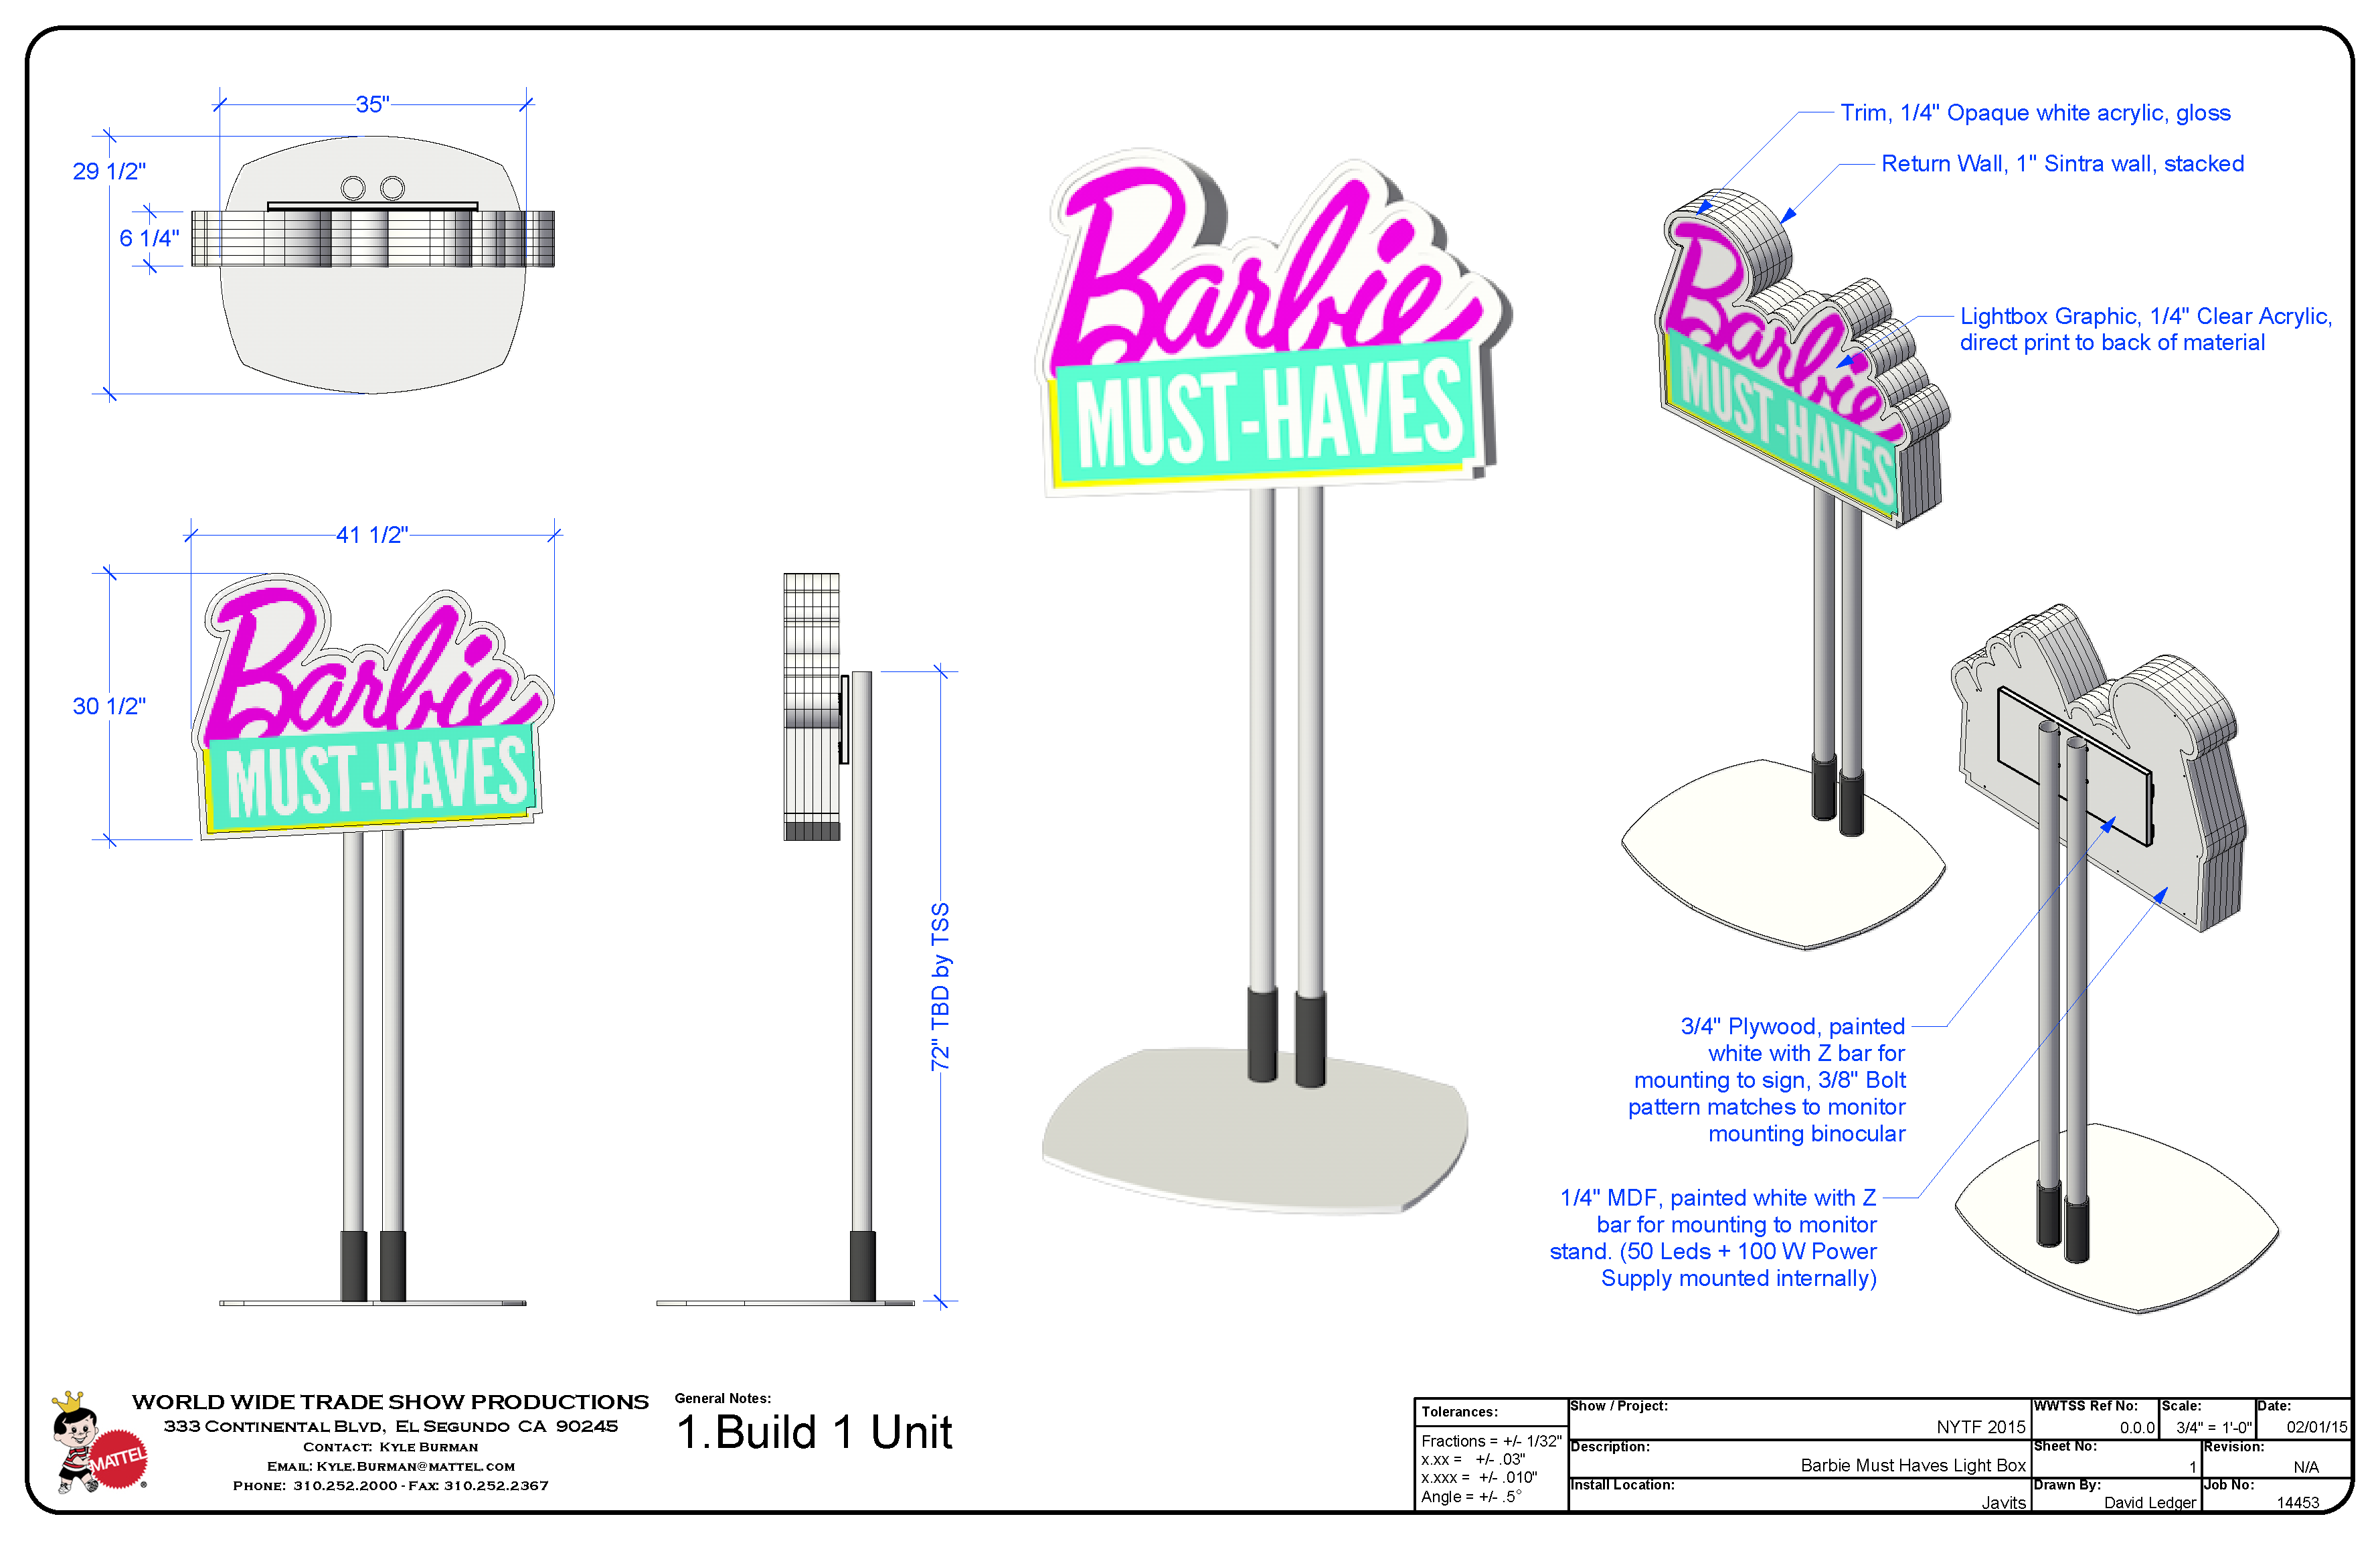 35"
29 1/2"
6 1/4"
41 1/2"
30 1/2"
Barbie
MUST-HAVES
72" TBD by TSS
Barbie
MUST-HAVES
Trim, 1/4" Opaque white acrylic, gloss
Return Wall, 1" Sintra wall, stacked
Lightbox Graphic, 1/4" Clear Acrylic,
direct print to back of material
Barbie
MUST-HAVES
3/4" Plywood, painted
white with Z bar for
mounting to sign, 3/8" Bolt
pattern matches to monitor
mounting binocular
1/4" MDF, painted white with Z
bar for mounting to monitor
stand. (50 Leds + 100 W Power
Supply mounted internally)
MATTEL
®
WORLD WIDE TRADE SHOW PRODUCTIONS
333 CONTINENTAL BLVD, EL SEGUNDO CA 90245
CONTACT: KYLE BURMAN
EMAIL: KYLE.BURMAN@MATTEL.COM
PHONE: 310.252.2000 - FAX: 310.252.2367
General Notes:
1.Build 1 Unit
Tolerances:
Fractions = +/- 1/32"
x.xx = +/- .03"
x.xxx = +/- .010"
Angle = +/- .5°
Show / Project:
NYTF 2015
Description:
Barbie Must Haves Light Box
Install Location:
Javits
WWTSS Ref No:
0.0.0
Scale:
3/4" = 1'-0"
Date:
02/01/15
Sheet No:
1
Revision:
N/A
Drawn By:
David Ledger
Job No:
14453